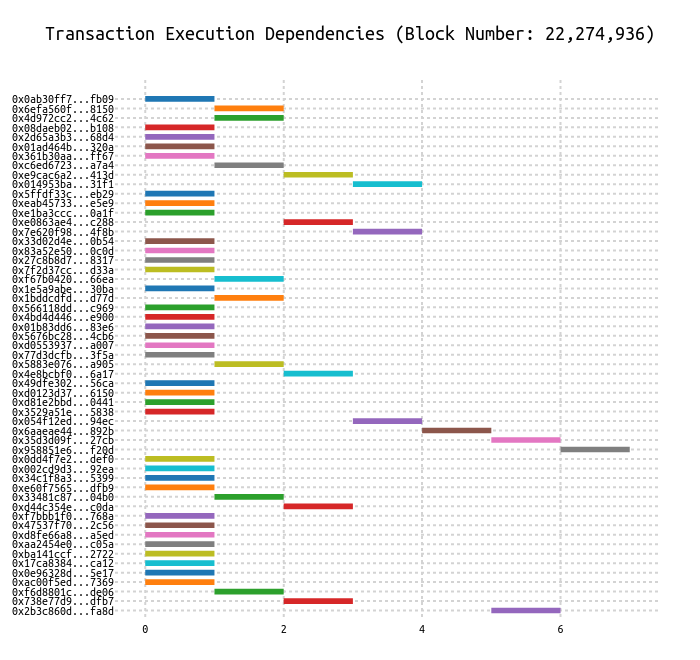 Transaction Execution Dependencies (Block Number: 22,274,936)
0x0ab30ff7...fb09
0x6efa560f...8150
0x4d972cc2...4c62
0x08daeb02...b108
0x2d65a3b3...68d4
0x01ad464b...320a
0x361b30aa...ff67
0xc6ed6723...a7a4
0xe9cac6a2...413d
0x014953ba...31f1
0x5ffdf33c...eb29
0xeab45733...e5e9
0xe1ba3ccc...0a1f
0xe0863ae4...c288
0x7e620f98...4f8b
0x33d02d4e...0b54
0x83a52e50...0c0d
0x27c8b8d7...8317
0x7f2d37cc...d33a
0xf67b0420...66ea
0x1e5a9abe...30ba
0x1bddcdfd...d77d
0x566118dd...c969
0x4bd4d446...e900
0x01b83dd6...83e6
0x5676bc28...4cb6
0xd0553937...a007
0x77d3dcfb...3f5a
0x5883e076...a905
0x4e8bcbf0...6a17
0x49dfe302...56ca
0xd0123d37...6150
0xd81e2bbd...0441
0x3529a51e...5838
0x054f12ed...94ec
0x6aaeae44...892b
0x35d3d09f...27cb
0x958851e6...f20d
0x0dd4f7e2...def0
0x002cd9d3...92ea
0x34c1f8a3...5399
0xe60f7565...dfb9
0x33481c87...04b0
0xd44c354e...c0da
0xf7bbb1f0...768a
0x47537f70...2c56
0xd8fe66a8...a5ed
0xaa2454e0...c05a
0xba141ccf...2722
0x17ca8384...ca12
0x0e96328d...5e17
0xac00f5ed...7369
0xf6d8801c...de06
0x738e77d9...dfb7
0x2b3c860d...fa8d
0 2 4 6